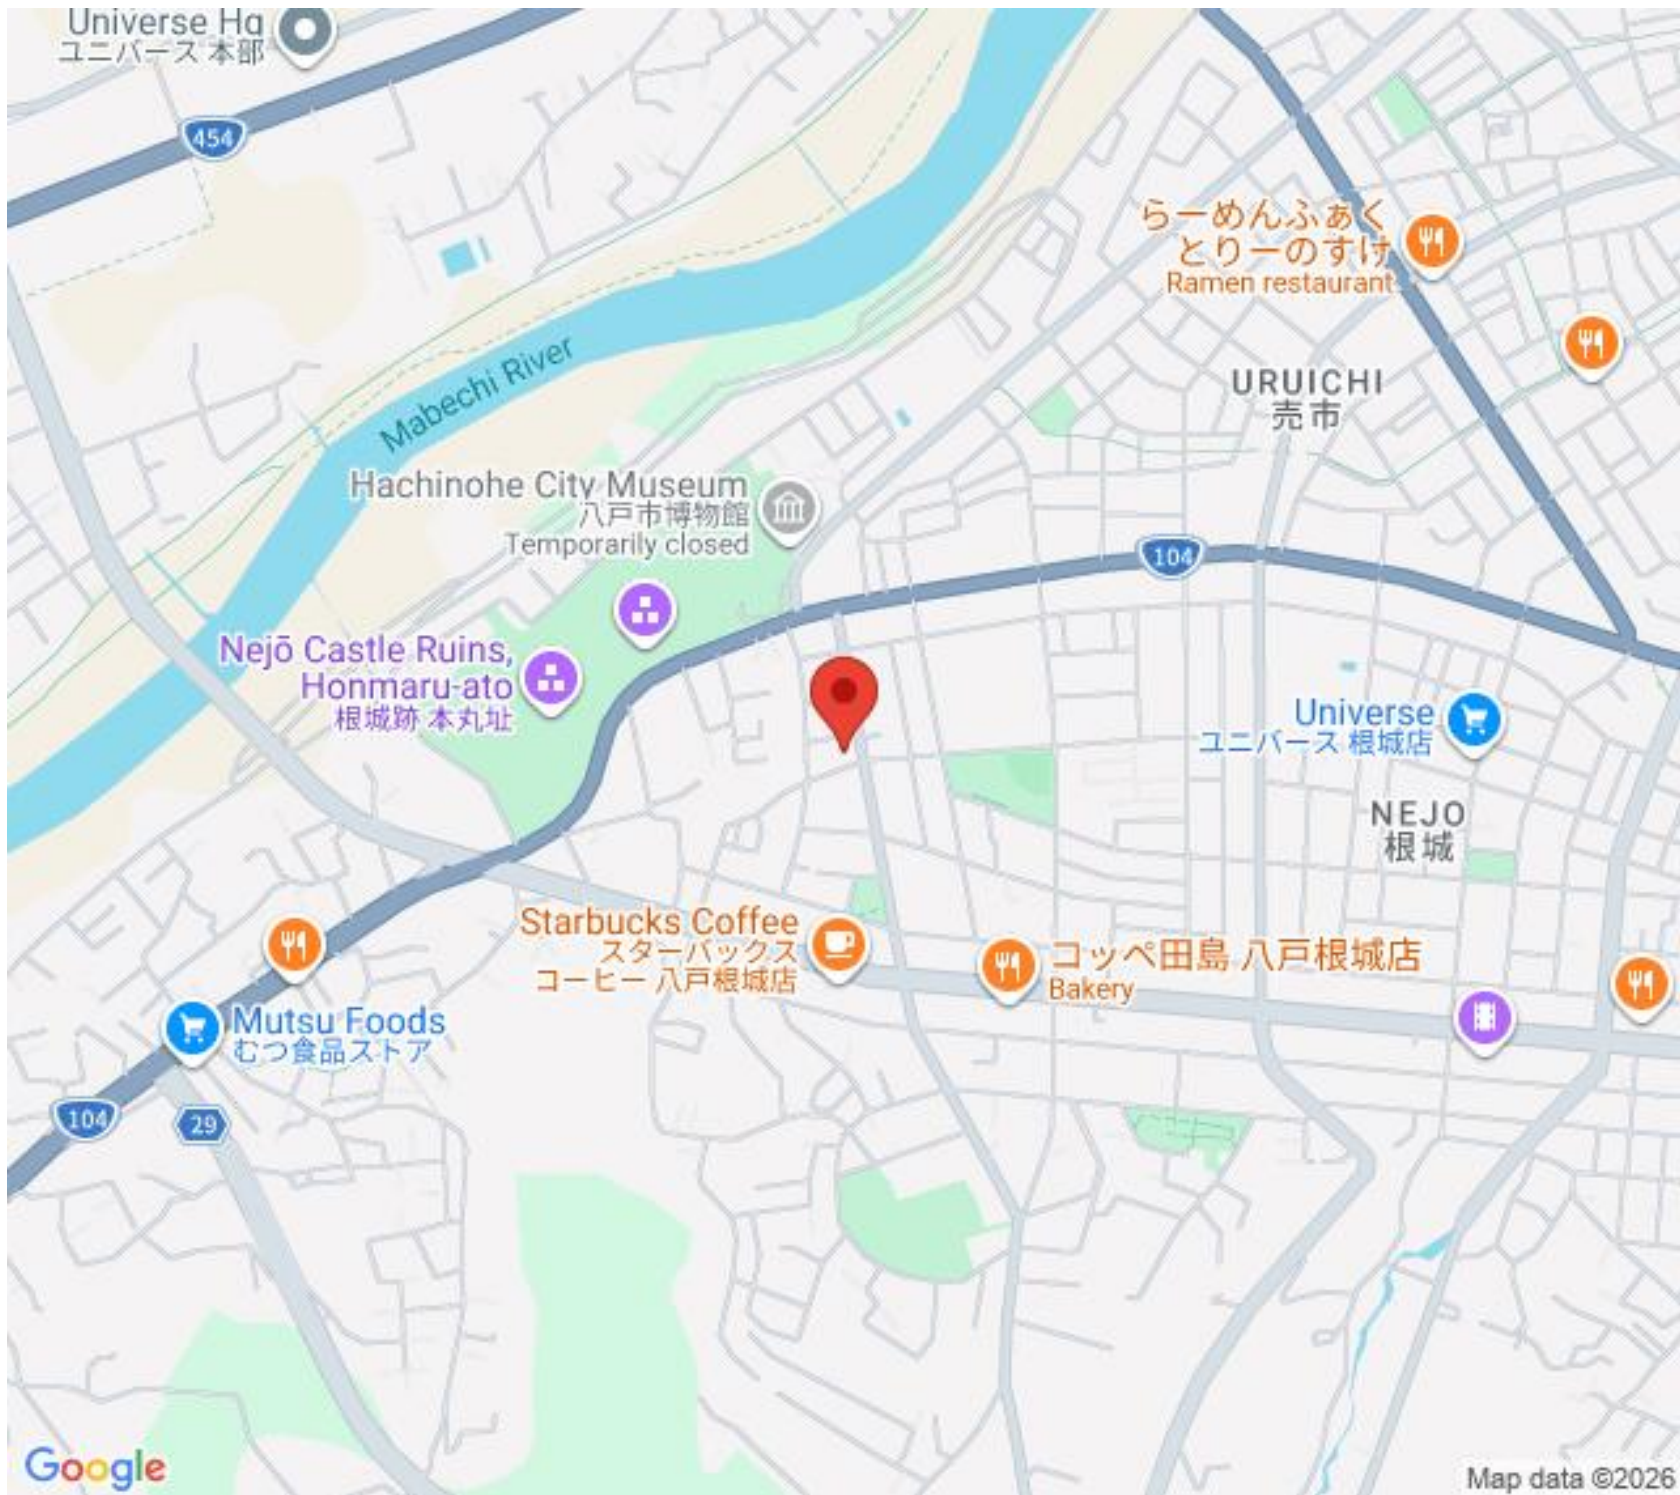 Universe Hq
ユニバース 本部
454
らーめんふぁく
とりーのすけ
Ramen restaurant
Mabechi River
URUICHI
売市
Hachinohe City Museum
八戸市博物館
Temporarily closed
104
Nejō Castle Ruins,
Honmaru-ato
根城跡 本丸址
Universe
ユニバース 根城店
NEJO
根城
Starbucks Coffee
スターバックス
コーヒー 八戸根城店
コッペ田島 八戸根城店
Bakery
Mutsu Foods
むつ食品ストア
104
29
Google
Map data ©2026